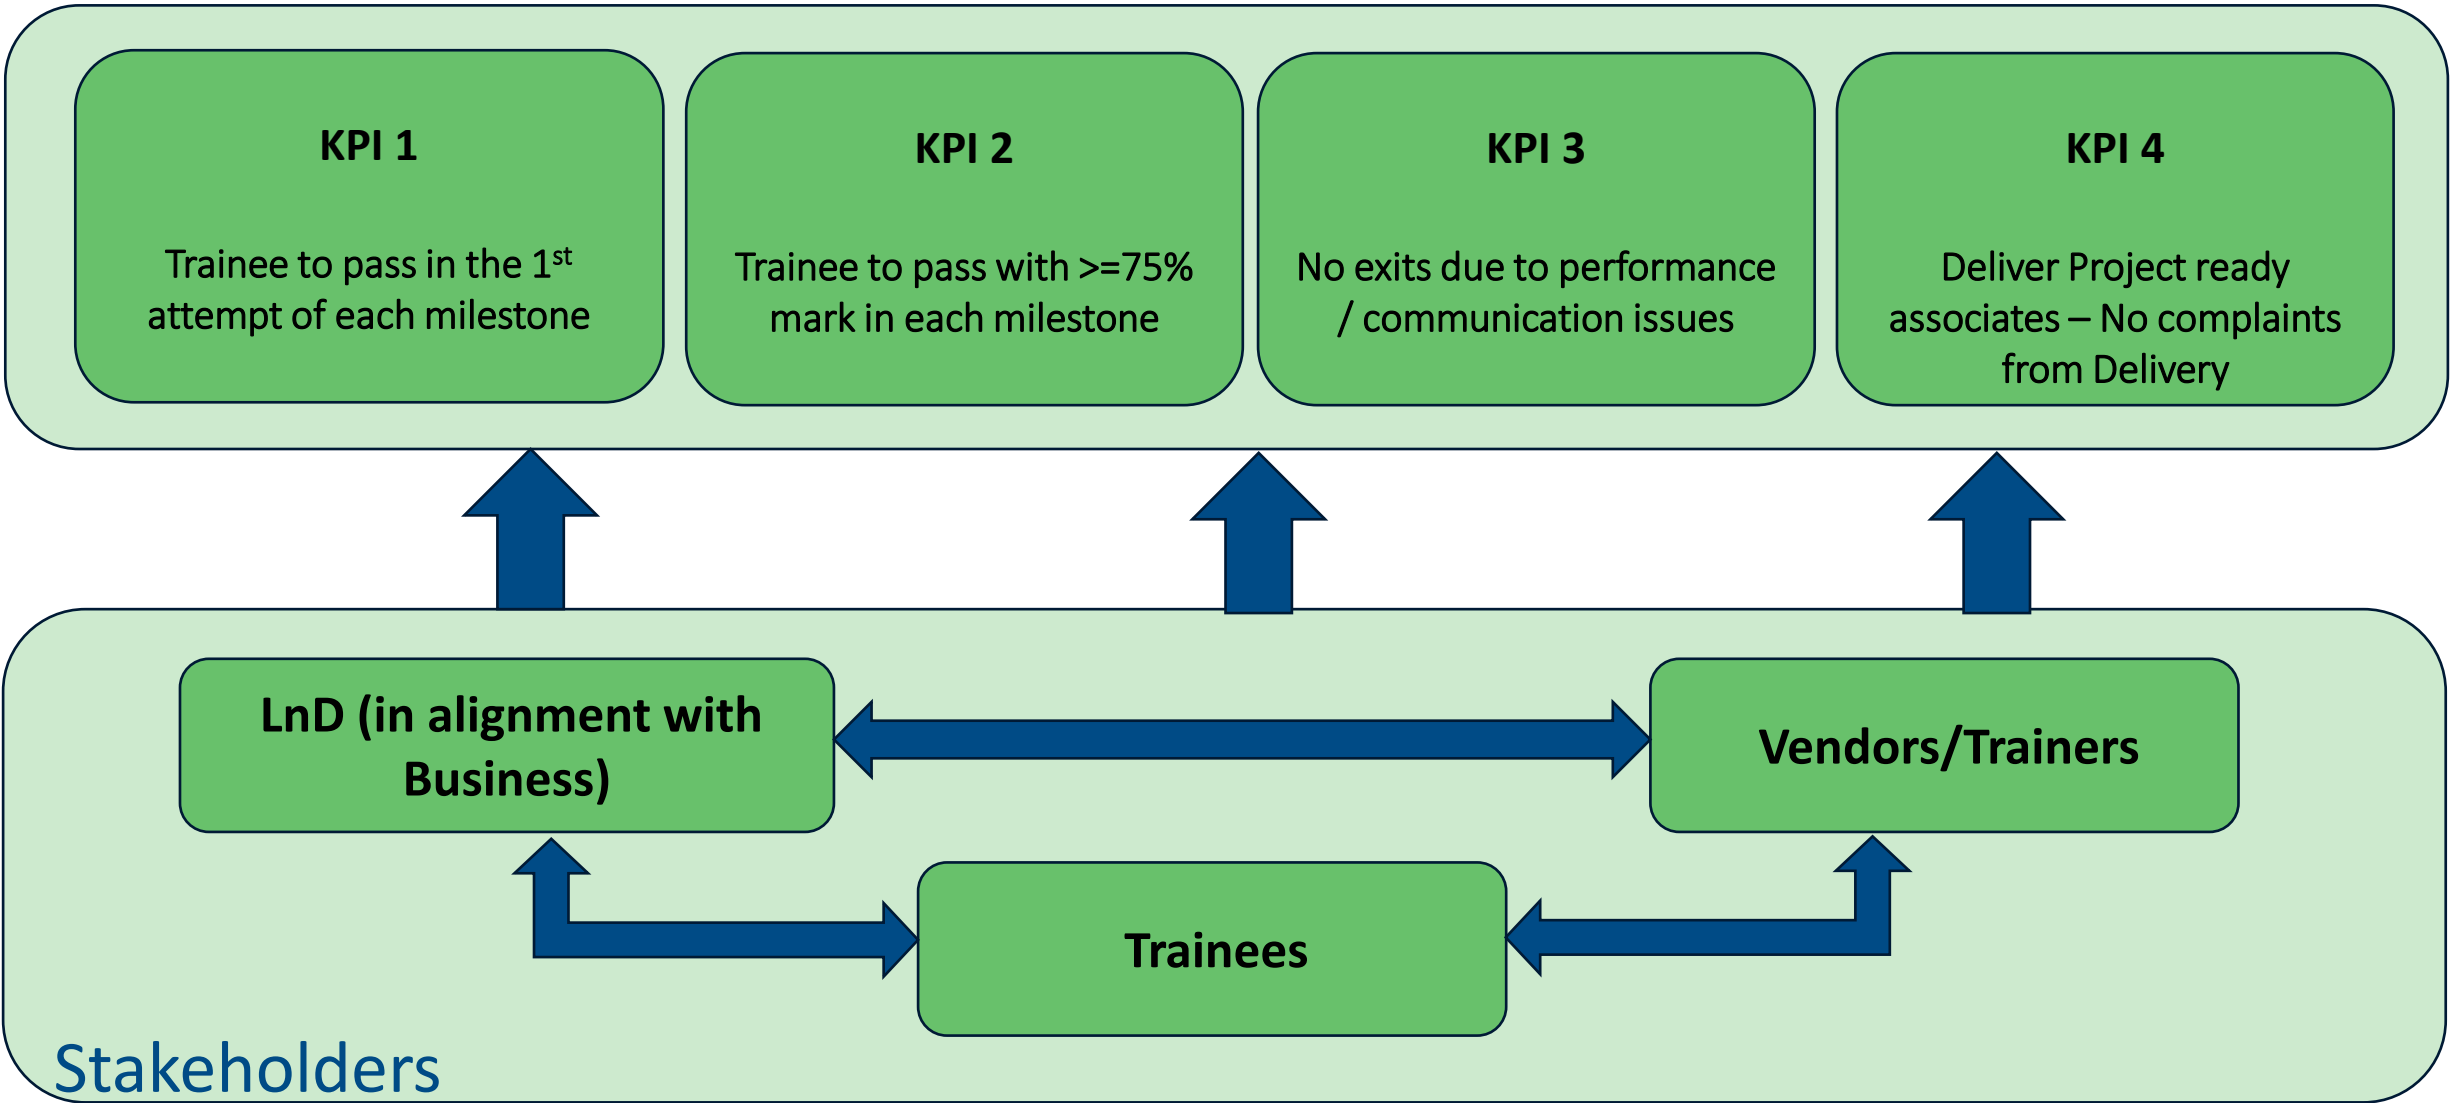 KPI 1
Trainee to pass in the 1st
attempt of each milestone
KPI 2
Trainee to pass with >=75%
mark in each milestone
KPI 3
No exits due to performance
/ communication issues
KPI 4
Deliver Project ready
associates – No complaints
from Delivery
LnD (in alignment with
Business)
Vendors/Trainers
Trainees
Stakeholders